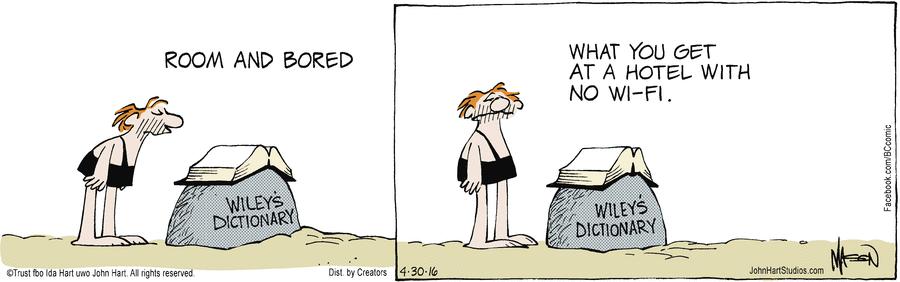 ROOM AND BORED
WILEY'S
DICTIONARY
©Trust fbo Ida Hart uwo John Hart. All rights reserved.
Dist. by Creators
WHAT YOU GET
AT A HOTEL WITH
NO WI-FI.
WILEY'S
DICTIONARY
Facebook.com/BCcomic
4-30-16
JohnHartStudios.com
MASON